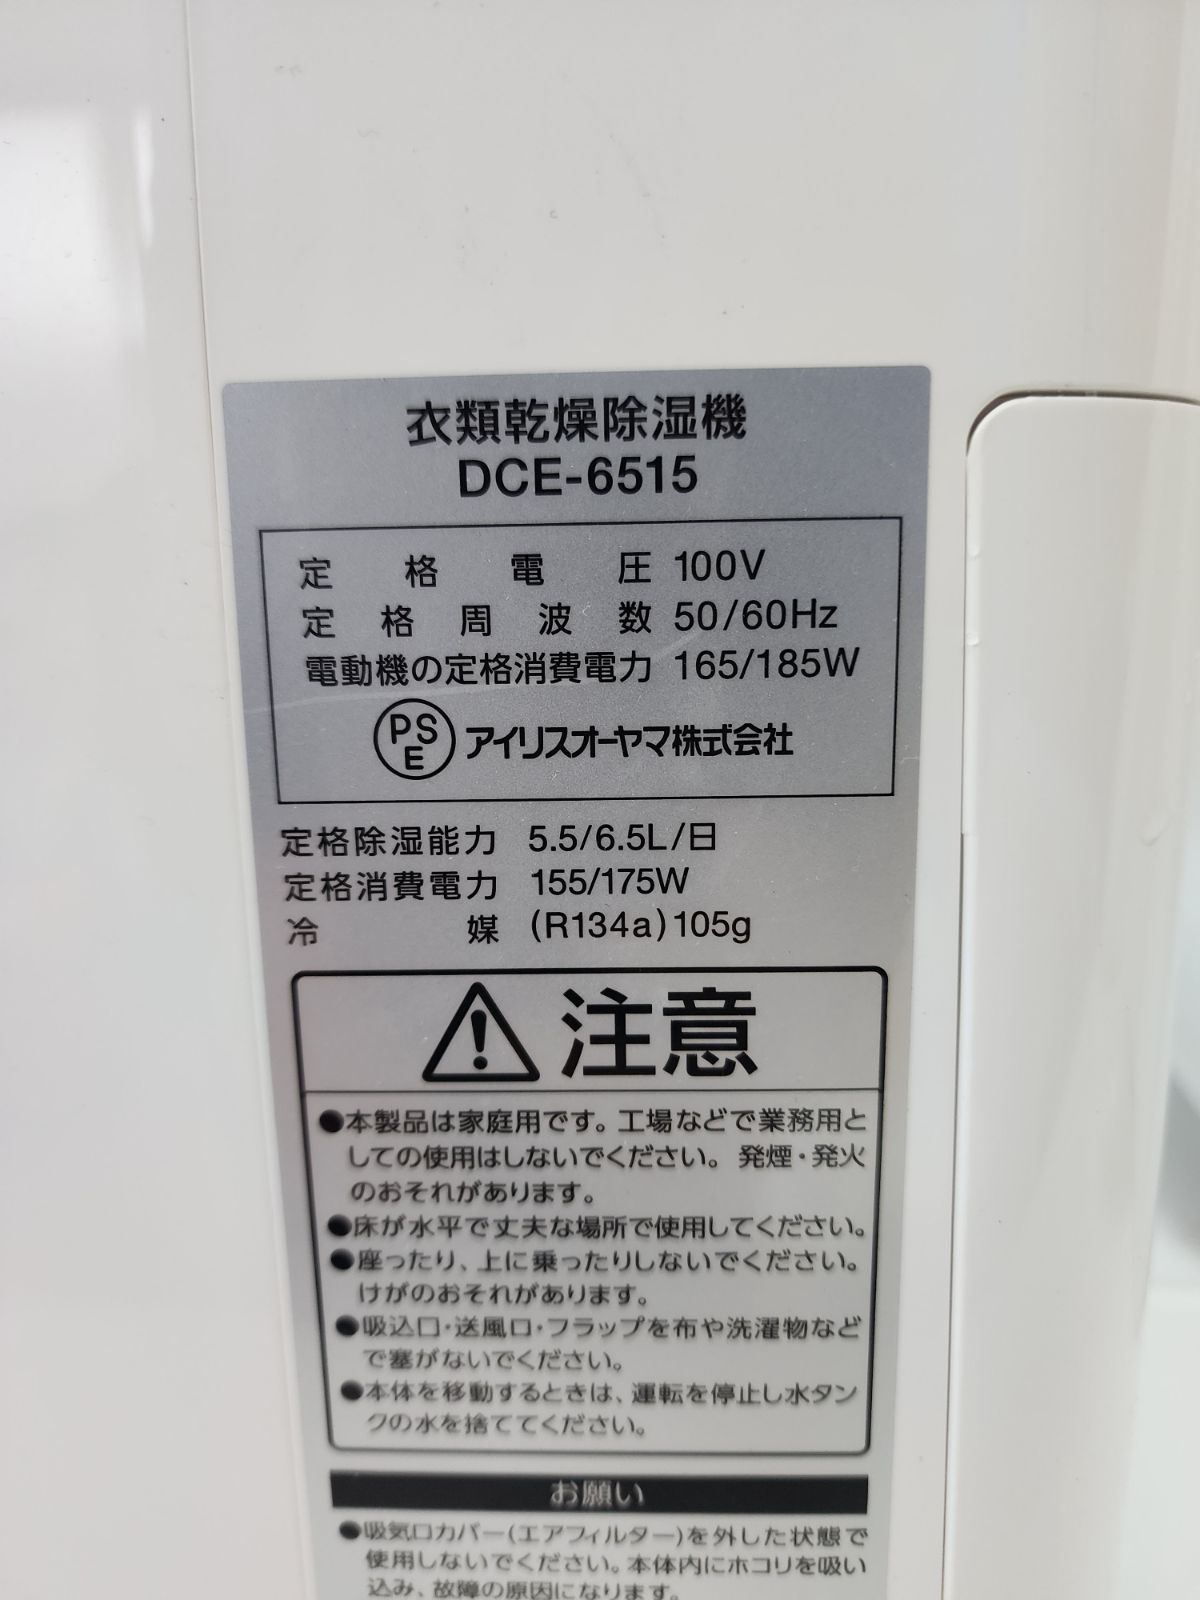 衣類乾燥除湿機
DCE-6515
定格電圧 100V
定格周波数 50/60Hz
電動機の定格消費電力 165/185W
PSE アイリスオーヤマ株式会社
定格除湿能力 5.5/6.5L/日
定格消費電力 155/175W
冷媒 (R134a)105g
注意
●本製品は家庭用です。工場などで業務用と
しての使用はしないでください。発煙・発火
のおそれがあります。
●床が水平で丈夫な場所で使用してください。
●座ったり、上に乗ったりしないでください。
けがのおそれがあります。
●吸込口・送風口・フラップを布や洗濯物など
で塞がないでください。
●本体を移動するときは、運転を停止し水タン
クの水を捨ててください。
お願い
●吸気口カバー(エアフィルター)を外した状態で
使用しないでください。本体内にホコリを吸い
込み、故障の原因になります。